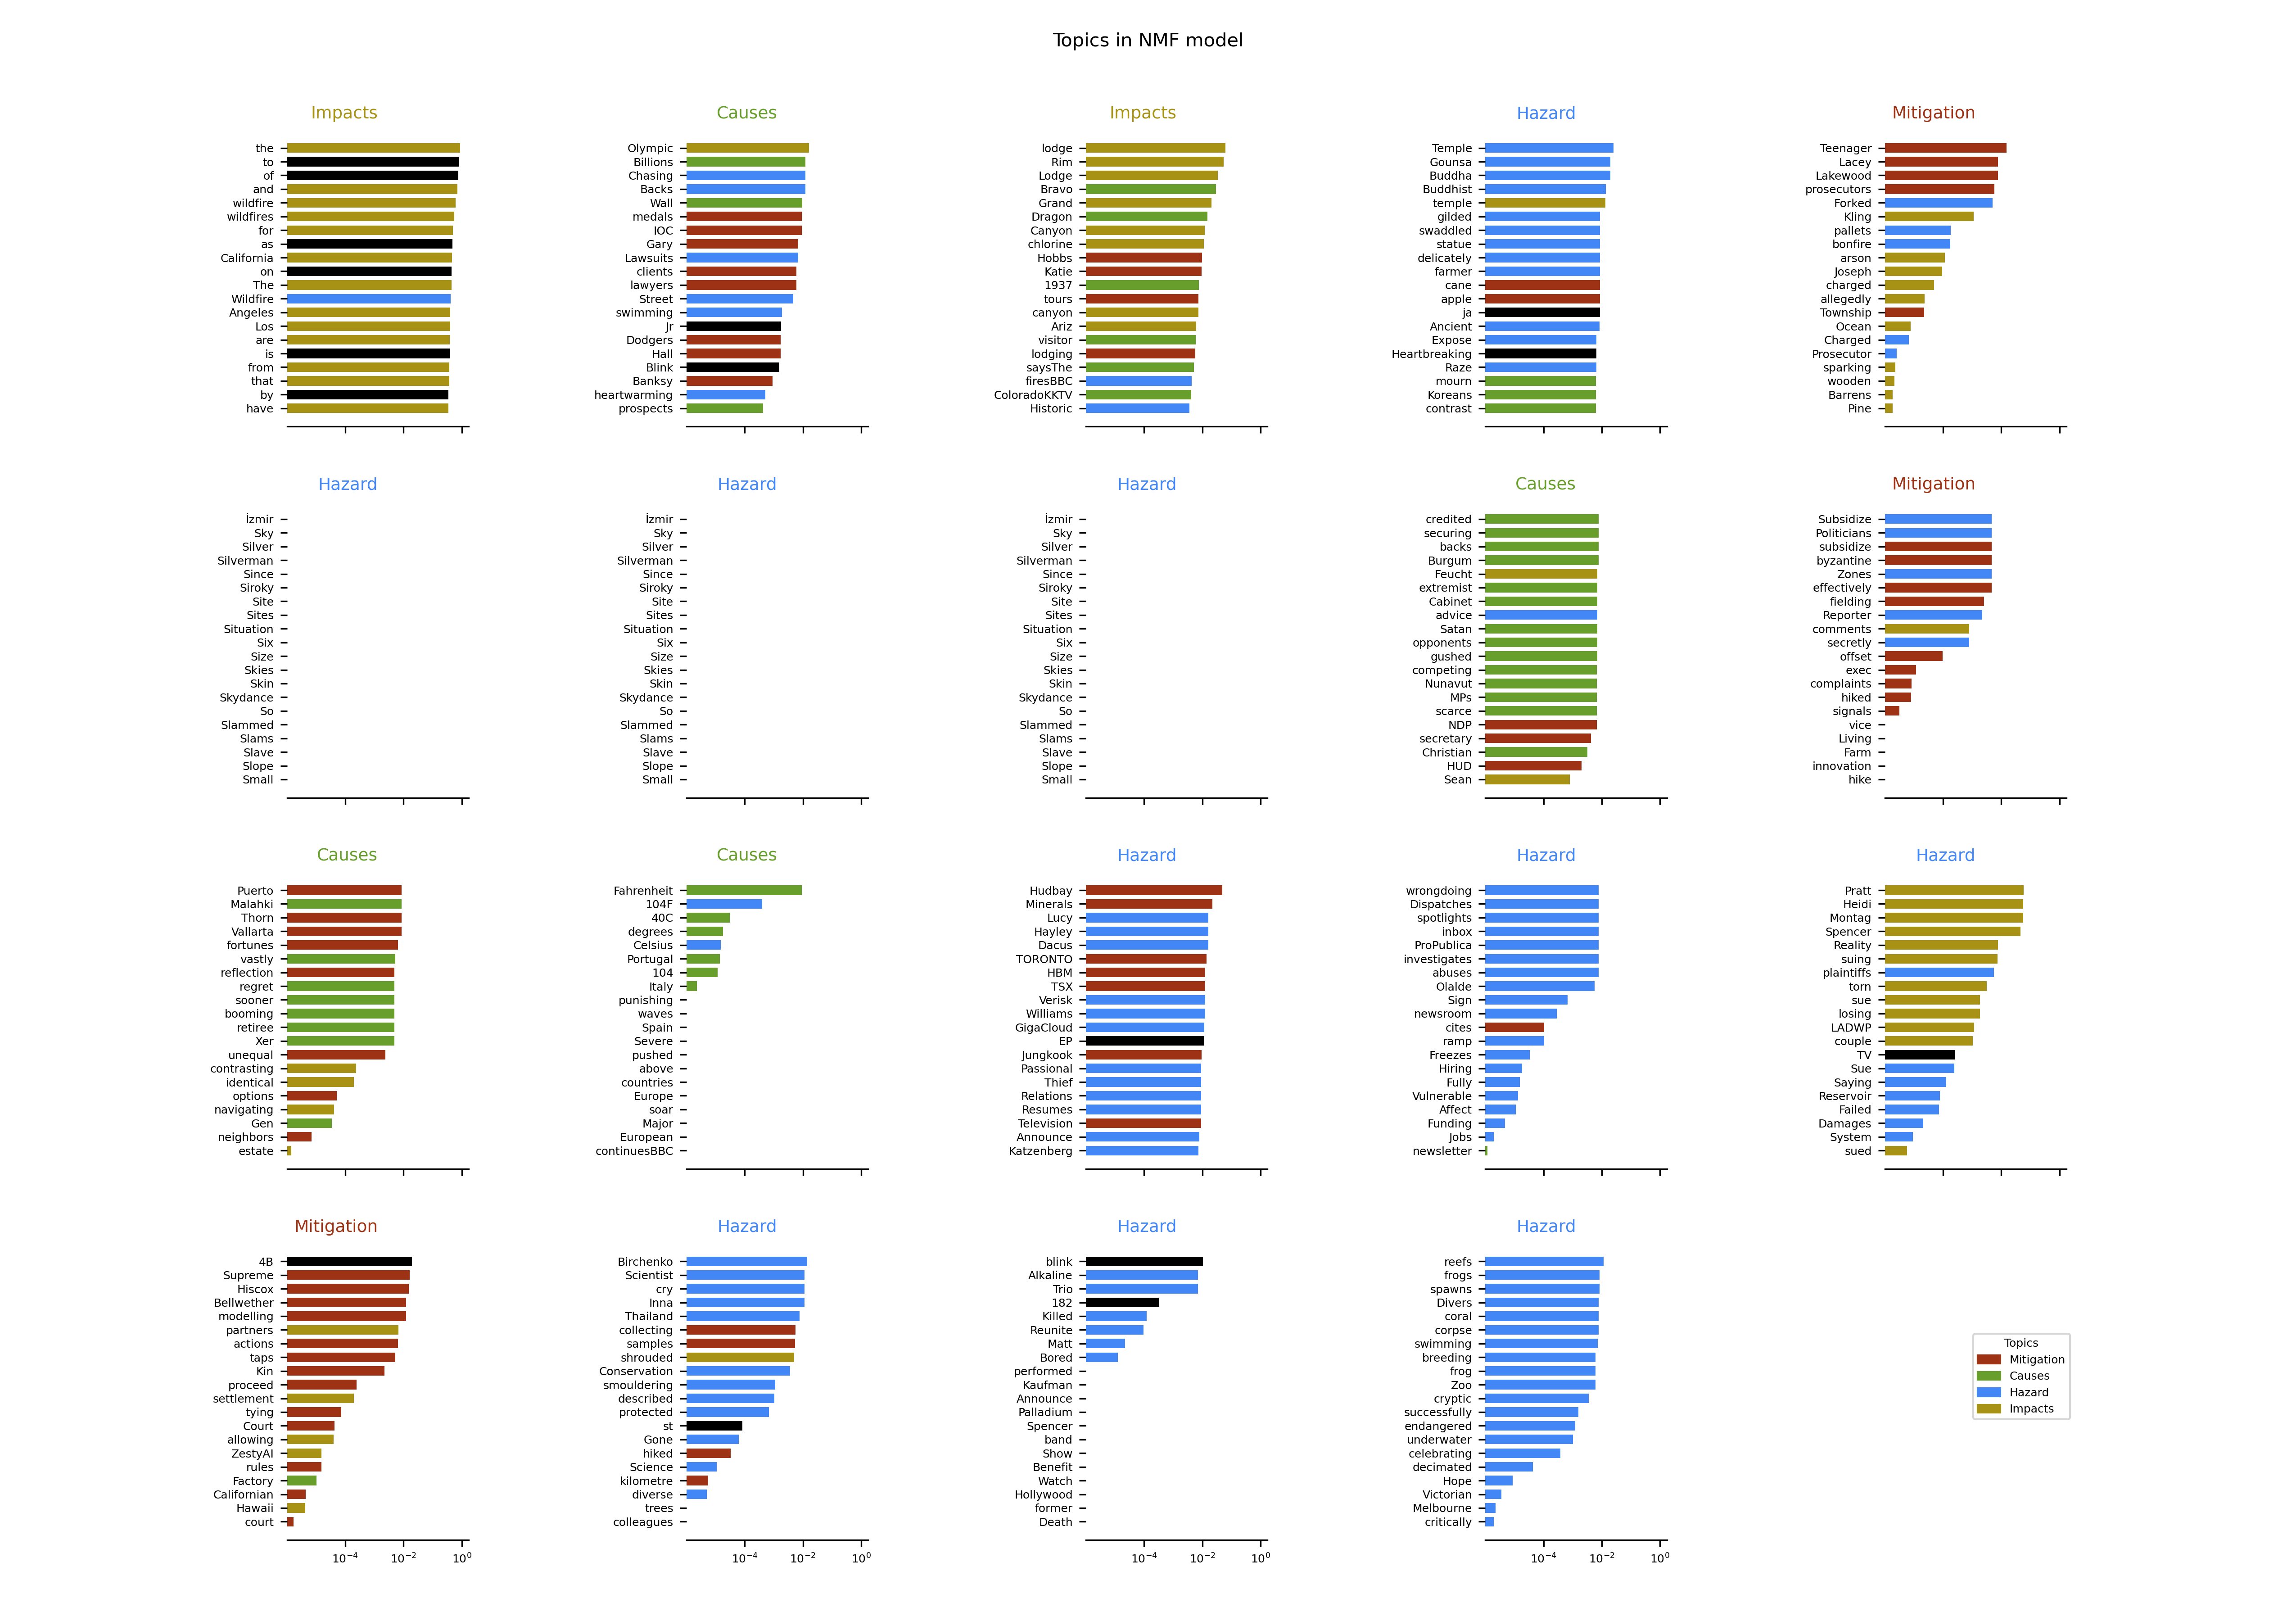 Topics in NMF model
Impacts
the
to
of
and
wildfire
wildfires
for
as
California
on
The
Wildfire
Angeles
Los
are
is
from
that
by
have
Causes
Olympic
Billions
Chasing
Backs
Wall
medals
IOC
Gary
Lawsuits
clients
lawyers
Street
swimming
Jr
Dodgers
Hall
Blink
Banksy
heartwarming
prospects
Impacts
lodge
Rim
Lodge
Bravo
Grand
Dragon
Canyon
chlorine
Hobbs
Katie
1937
tours
canyon
Ariz
visitor
lodging
saysThe
firesBBC
ColoradoKKTV
Historic
Hazard
Temple
Gounsa
Buddha
Buddhist
temple
gilded
swaddled
statue
delicately
farmer
cane
apple
ja
Ancient
Expose
Heartbreaking
Raze
mourn
Koreans
contrast
Mitigation
Teenager
Lacey
Lakewood
prosecutors
Forked
Kling
pallets
bonfire
arson
Joseph
charged
allegedly
Township
Ocean
Charged
Prosecutor
sparking
wooden
Barrens
Pine
Hazard
İzmir
Sky
Silver
Silverman
Since
Siroky
Site
Sites
Situation
Six
Size
Skies
Skin
Skydance
So
Slammed
Slams
Slave
Slope
Small
Hazard
İzmir
Sky
Silver
Silverman
Since
Siroky
Site
Sites
Situation
Six
Size
Skies
Skin
Skydance
So
Slammed
Slams
Slave
Slope
Small
Hazard
İzmir
Sky
Silver
Silverman
Since
Siroky
Site
Sites
Situation
Six
Size
Skies
Skin
Skydance
So
Slammed
Slams
Slave
Slope
Small
Causes
credited
securing
backs
Burgum
Feucht
extremist
Cabinet
advice
Satan
opponents
gushed
competing
Nunavut
MPs
scarce
NDP
secretary
Christian
HUD
Sean
Mitigation
Subsidize
Politicians
subsidize
byzantine
Zones
effectively
fielding
Reporter
comments
secretly
offset
exec
complaints
hiked
signals
vice
Living
Farm
innovation
hike
Causes
Puerto
Malahki
Thorn
Vallarta
fortunes
vastly
reflection
regret
sooner
booming
retiree
Xer
unequal
contrasting
identical
options
navigating
Gen
neighbors
estate
Causes
Fahrenheit
104F
40C
degrees
Celsius
Portugal
104
Italy
punishing
waves
Spain
Severe
pushed
above
countries
Europe
soar
Major
European
continuesBBC
Hazard
Hudbay
Minerals
Lucy
Hayley
Dacus
TORONTO
HBM
TSX
Verisk
Williams
GigaCloud
EP
Jungkook
Passional
Thief
Relations
Resumes
Television
Announce
Katzenberg
Hazard
wrongdoing
Dispatches
spotlights
inbox
ProPublica
investigates
abuses
Olalde
Sign
newsroom
cites
ramp
Freezes
Hiring
Fully
Vulnerable
Affect
Funding
Jobs
newsletter
Hazard
Pratt
Heidi
Montag
Spencer
Reality
suing
plaintiffs
torn
sue
losing
LADWP
couple
TV
Sue
Saying
Reservoir
Failed
Damages
System
sued
Mitigation
4B
Supreme
Hiscox
Bellwether
modelling
partners
actions
taps
Kin
proceed
settlement
tying
Court
allowing
ZestyAI
rules
Factory
Californian
Hawaii
court
10⁻⁴ 10⁻² 10⁰
Hazard
Birchenko
Scientist
cry
Inna
Thailand
collecting
samples
shrouded
Conservation
smouldering
described
protected
st
Gone
hiked
Science
kilometre
diverse
trees
colleagues
10⁻⁴ 10⁻² 10⁰
Hazard
blink
Alkaline
Trio
182
Killed
Reunite
Matt
Bored
performed
Kaufman
Announce
Palladium
Spencer
band
Show
Benefit
Watch
Hollywood
former
Death
10⁻⁴ 10⁻² 10⁰
Hazard
reefs
frogs
spawns
Divers
coral
corpse
swimming
breeding
frog
Zoo
cryptic
successfully
endangered
underwater
celebrating
decimated
Hope
Victorian
Melbourne
critically
10⁻⁴ 10⁻² 10⁰
Topics
Mitigation
Causes
Hazard
Impacts